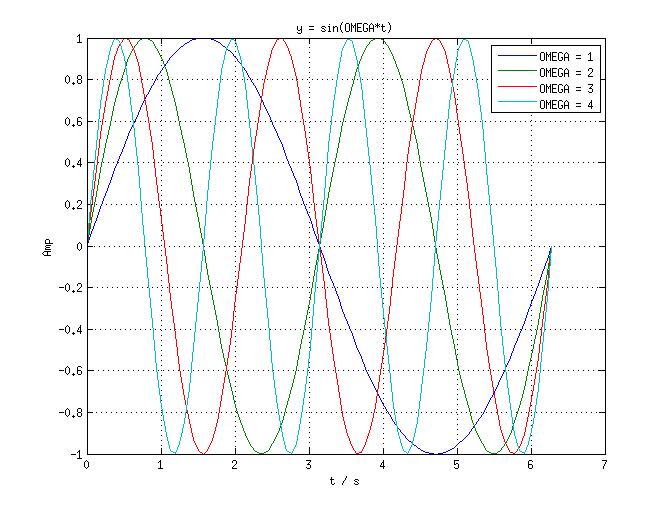 y = sin(OMEGA*t)
OMEGA = 1
OMEGA = 2
OMEGA = 3
OMEGA = 4
1
0.8
0.6
0.4
0.2
0
-0.2
-0.4
-0.6
-0.8
-1
Amp
0 1 2 3 4 5 6 7
t / s